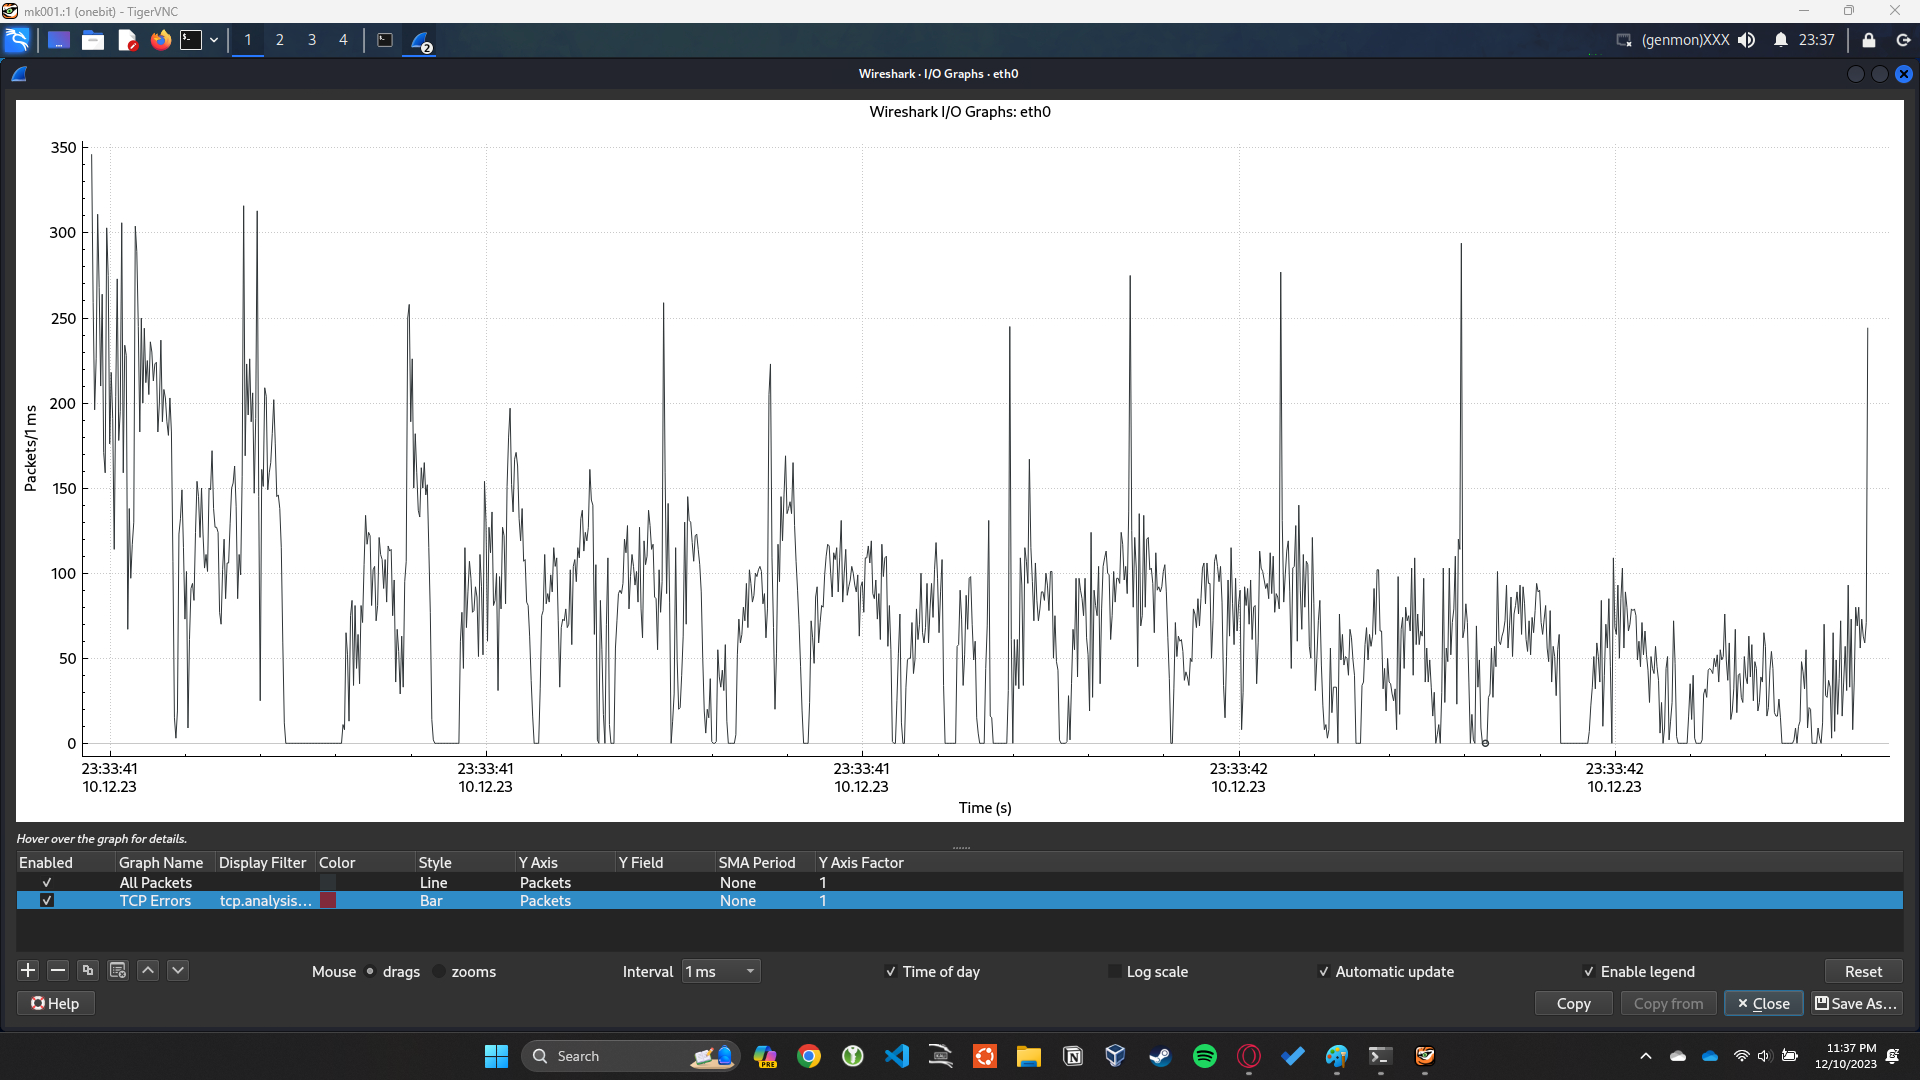 mk001.:1 (onebit) - TigerVNC
1 2 3 4 2 (genmon)XXX 23:37
Wireshark · I/O Graphs · eth0
Wireshark I/O Graphs: eth0
350
300
250
200
150
100
50
0
Packets/1 ms
23:33:41 23:33:41 23:33:41 23:33:42 23:33:42
10.12.23 10.12.23 10.12.23 10.12.23 10.12.23
Time (s)
Hover over the graph for details.
Enabled Graph Name Display Filter Color Style Y Axis Y Field SMA Period Y Axis Factor
All Packets Line Packets None 1
TCP Errors tcp.analysis... Bar Packets None 1
Mouse drags zooms Interval 1 ms Time of day Log scale Automatic update Enable legend Reset
Help Copy Copy from Close Save As...
Search PRE 11:37 PM
12/10/2023